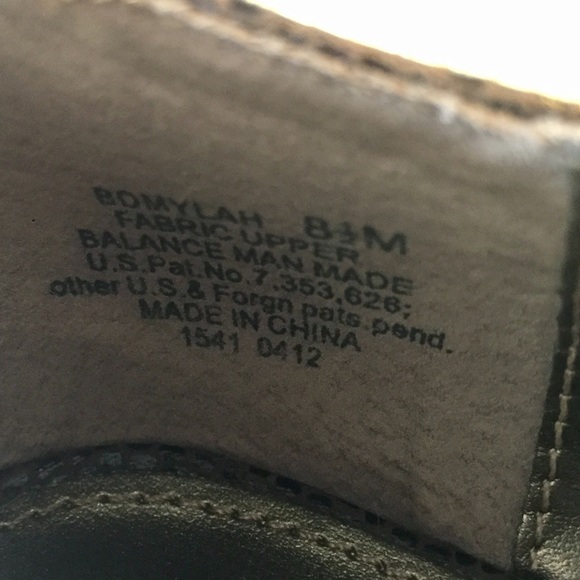 BDMYLAH 8½M
FABRIC UPPER
BALANCE MAN MADE
U.S.Pat.No.7,353,626;
other U.S.& Forgn pats.pend.
MADE IN CHINA
1541 0412